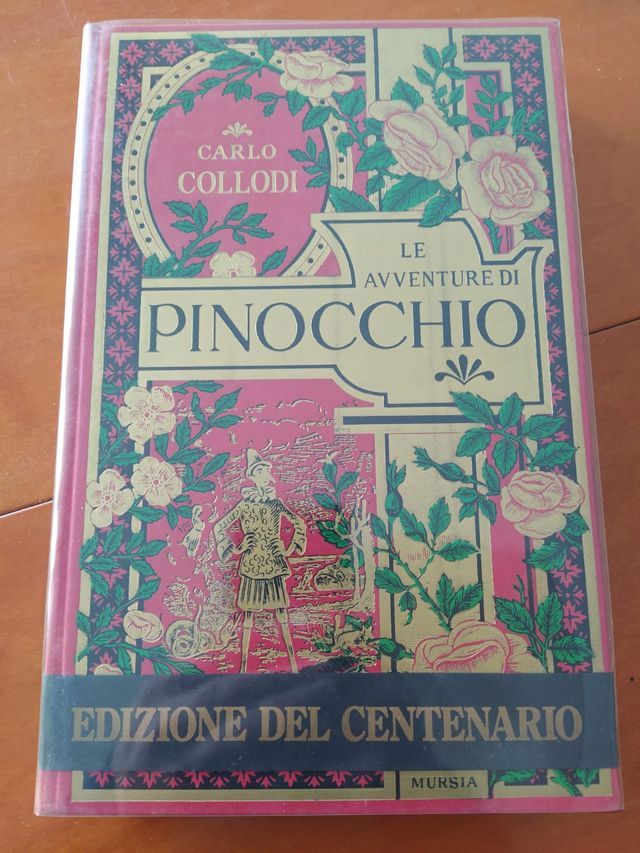 CARLO
COLLODI
LE
AVVENTURE DI
PINOCCHIO
EDIZIONE DEL CENTENARIO
MURSIA